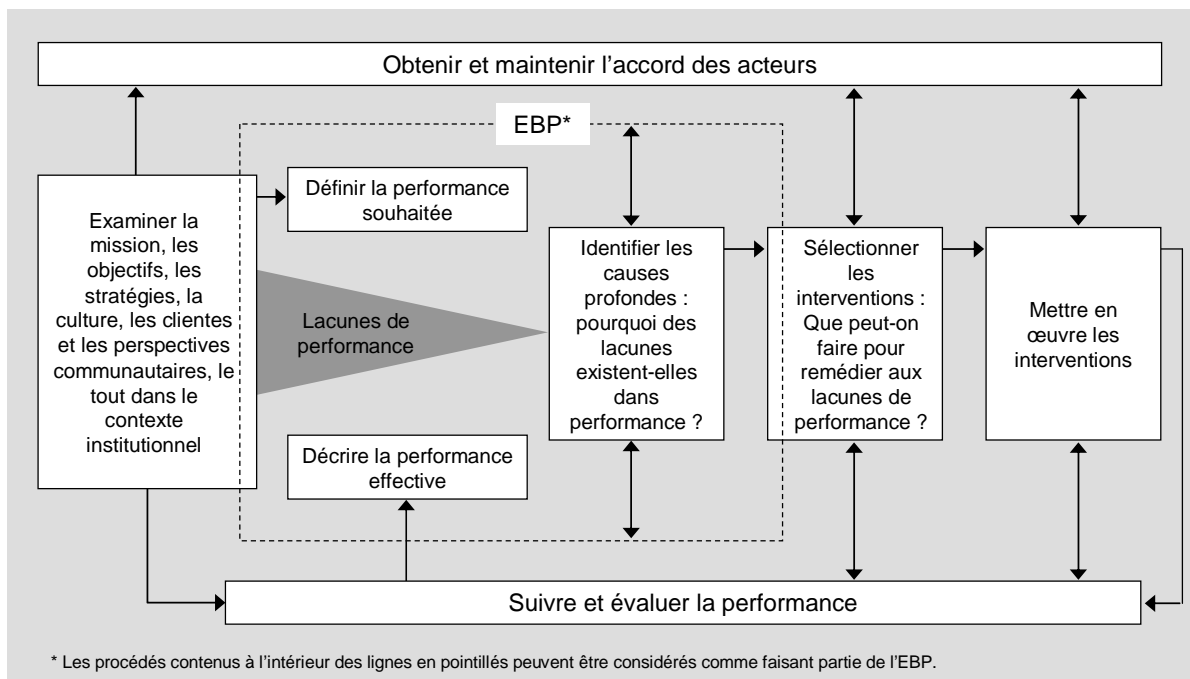 Obtenir et maintenir l’accord des acteurs
EBP*
Examiner la
mission, les
objectifs, les
stratégies, la
culture, les clientes
et les perspectives
communautaires, le
tout dans le
contexte
institutionnel
Définir la performance
souhaitée
Lacunes de
performance
Décrire la performance
effective
Identifier les
causes
profondes :
pourquoi des
lacunes
existent-elles
dans
performance ?
Sélectionner
les
interventions :
Que peut-on
faire pour
remédier aux
lacunes de
performance ?
Mettre en
œuvre les
interventions
Suivre et évaluer la performance
* Les procédés contenus à l’intérieur des lignes en pointillés peuvent être considérés comme faisant partie de l’EBP.